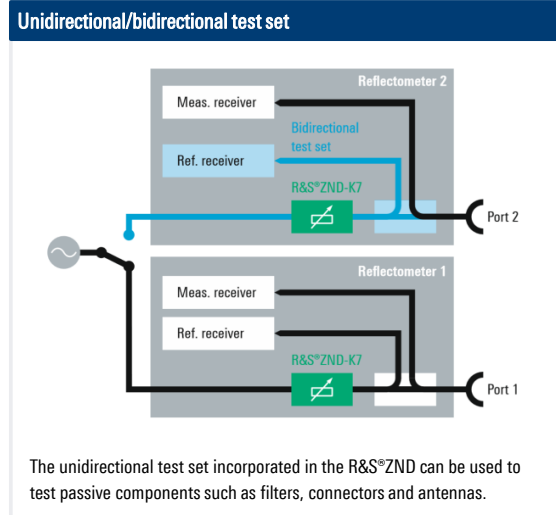 Unidirectional/bidirectional test set
Reflectometer 2
Meas. receiver
Bidirectional
test set
Ref. receiver
R&S®ZND-K7
Port 2
Reflectometer 1
Meas. receiver
Ref. receiver
R&S®ZND-K7
Port 1
The unidirectional test set incorporated in the R&S®ZND can be used to
test passive components such as filters, connectors and antennas.